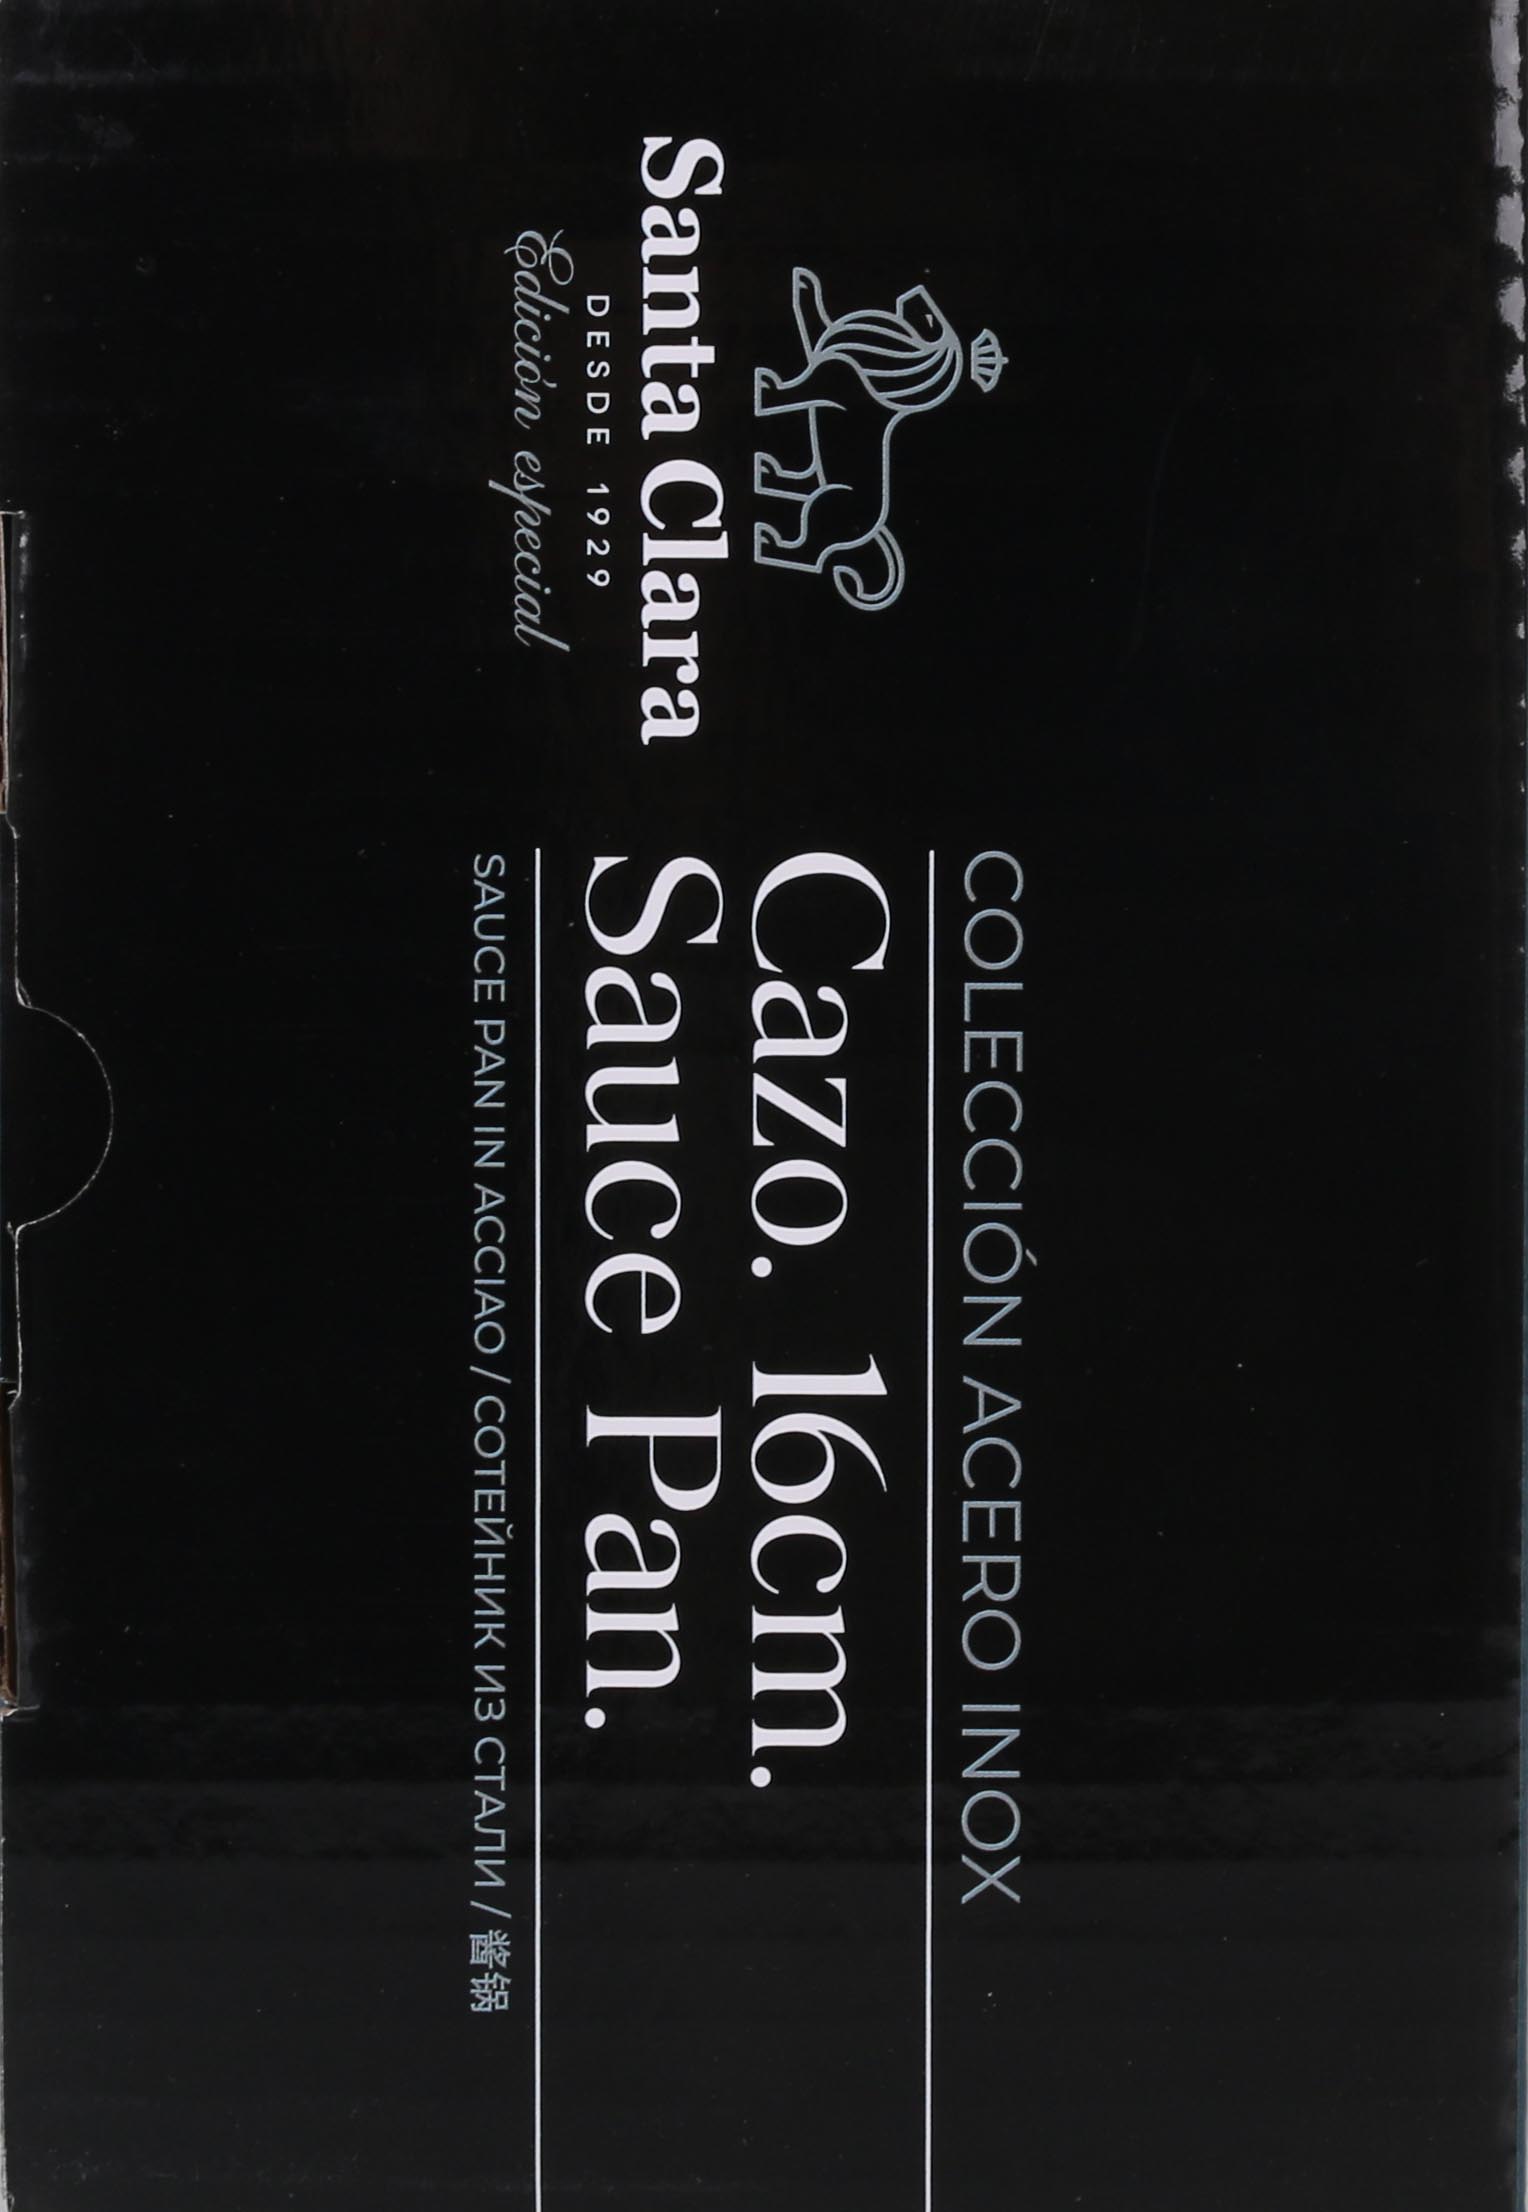 Santa Clara
DESDE 1929
Edición especial
COLECCIÓN ACERO INOX
Cazo. 16cm.
Sauce Pan.
SAUCE PAN IN ACCIAO / СОТЕЙНИК ИЗ СТАЛИ / 酱锅